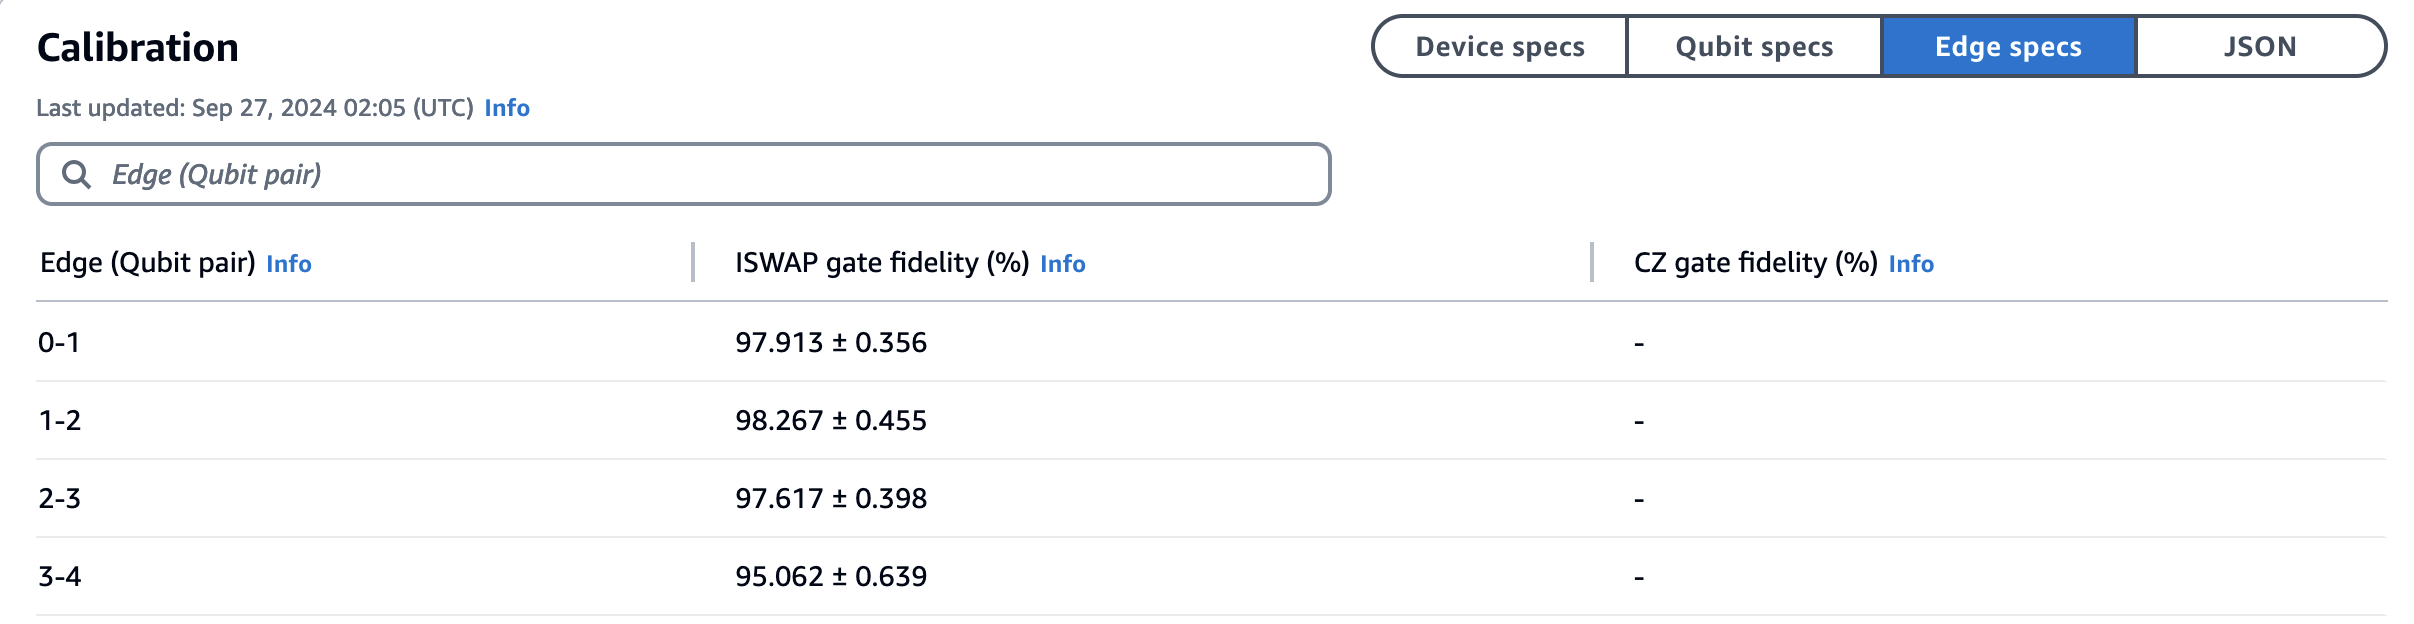 Calibration
Device specs Qubit specs Edge specs JSON
Last updated: Sep 27, 2024 02:05 (UTC) Info
Edge (Qubit pair)
Edge (Qubit pair) Info ISWAP gate fidelity (%) Info CZ gate fidelity (%) Info
0-1 97.913 ± 0.356 -
1-2 98.267 ± 0.455 -
2-3 97.617 ± 0.398 -
3-4 95.062 ± 0.639 -